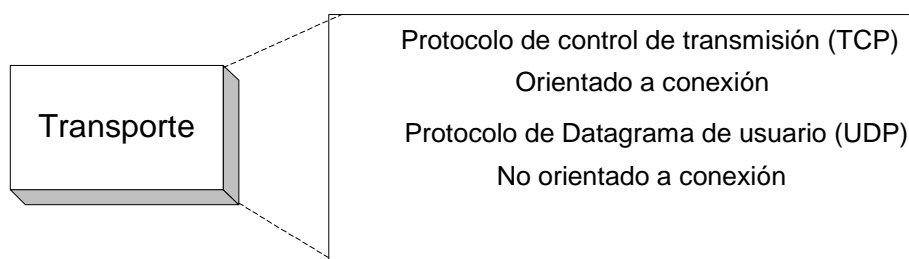 Transporte
Protocolo de control de transmisión (TCP)
Orientado a conexión
Protocolo de Datagrama de usuario (UDP)
No orientado a conexión